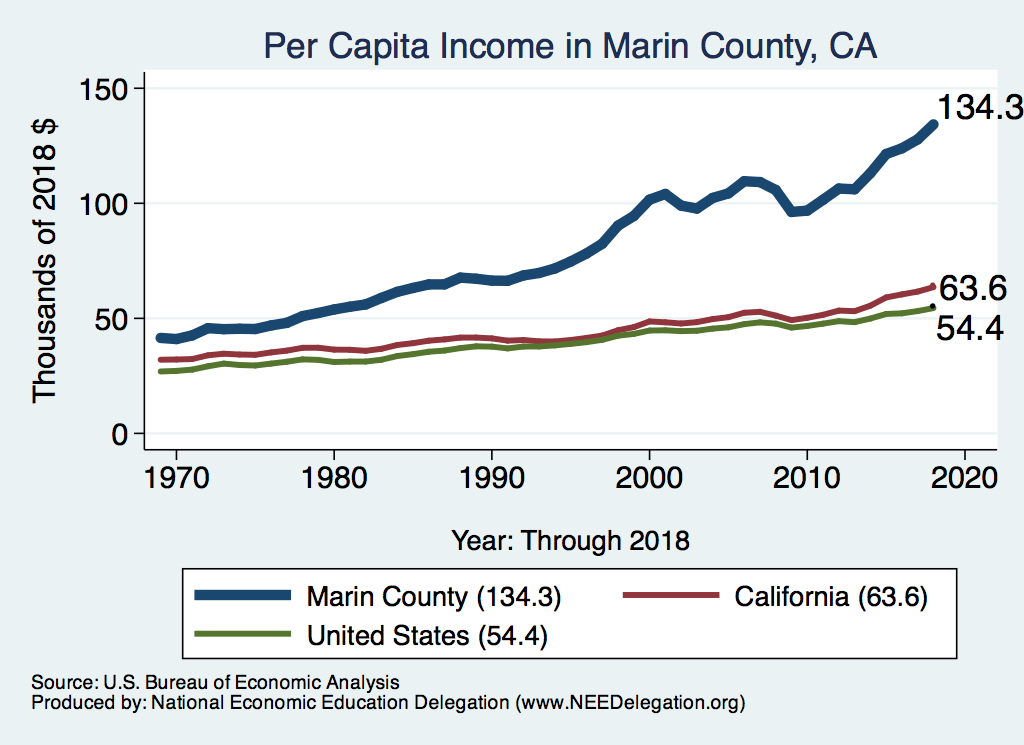 Per Capita Income in Marin County, CA
Thousands of 2018 $
150
100
50
0
134.3
63.6
54.4
1970 1980 1990 2000 2010 2020
Year: Through 2018
Marin County (134.3) California (63.6)
United States (54.4)
Source: U.S. Bureau of Economic Analysis
Produced by: National Economic Education Delegation (www.NEEDelegation.org)